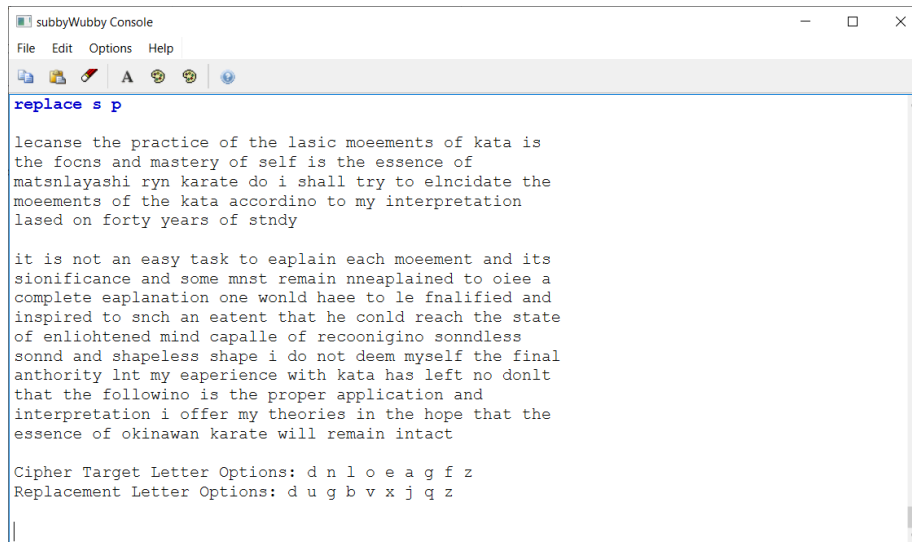 subbyWubby Console
File Edit Options Help
A
replace s p
lecanse the practice of the lasic moeements of kata is
the focns and mastery of self is the essence of
matsnlayashi ryn karate do i shall try to elncidate the
moeements of the kata accordino to my interpretation
lased on forty years of stndy
it is not an easy task to eaplain each moeement and its
sionificance and some mnst remain nneaplained to oiee a
complete eaplanation one wonld haee to le fnalified and
inspired to snch an eatent that he conld reach the state
of enliohtened mind capalle of recoonigino sonndless
sonnd and shapeless shape i do not deem myself the final
anthority lnt my eaperience with kata has left no donlt
that the followino is the proper application and
interpretation i offer my theories in the hope that the
essence of okinawan karate will remain intact
Cipher Target Letter Options: d n l o e a g f z
Replacement Letter Options: d u g b v x j q z